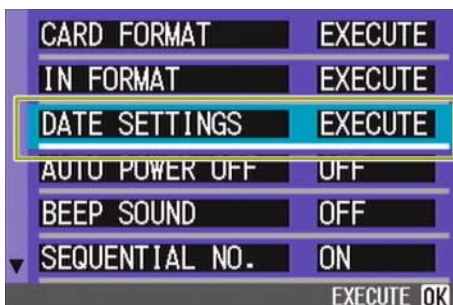 CARD FORMAT EXECUTE
IN FORMAT EXECUTE
DATE SETTINGS EXECUTE
AUTO POWER OFF OFF
BEEP SOUND OFF
SEQUENTIAL NO. ON
EXECUTE OK